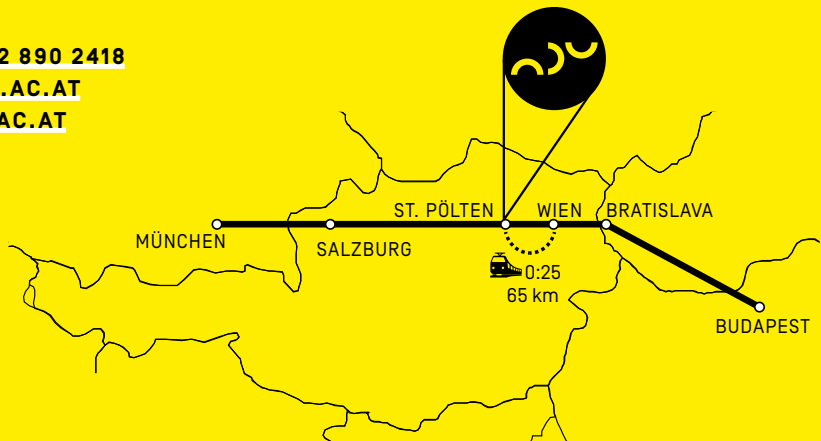 2 890 2418
.AC.AT
AC.AT
ST. PÖLTEN
WIEN
BRATISLAVA
MÜNCHEN
SALZBURG
0:25
65 km
BUDAPEST